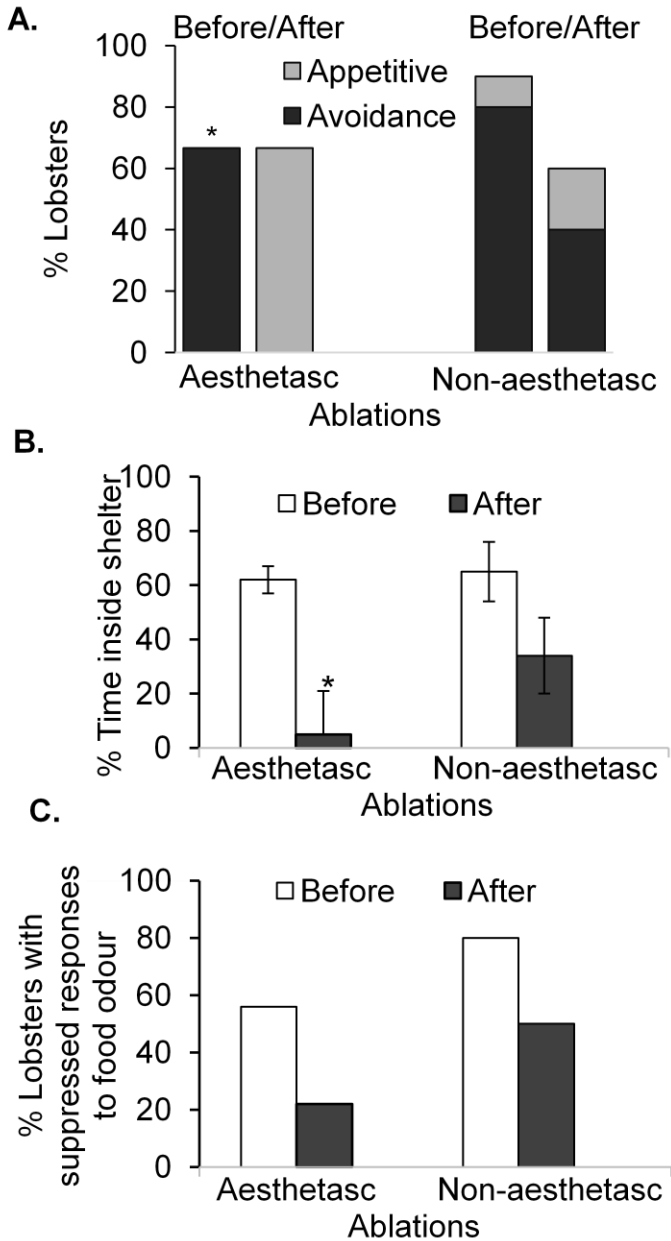 A.
Before/After Before/After
100
80
60
40
20
0
% Lobsters
Appetitive
Avoidance
*
Aesthetasc Non-aesthetasc
Ablations
B.
100
80
60
40
20
0
% Time inside shelter
Before After
*
Aesthetasc Non-aesthetasc
Ablations
C.
100
80
60
40
20
0
% Lobsters with
suppressed responses
to food odour
Before After
Aesthetasc Non-aesthetasc
Ablations